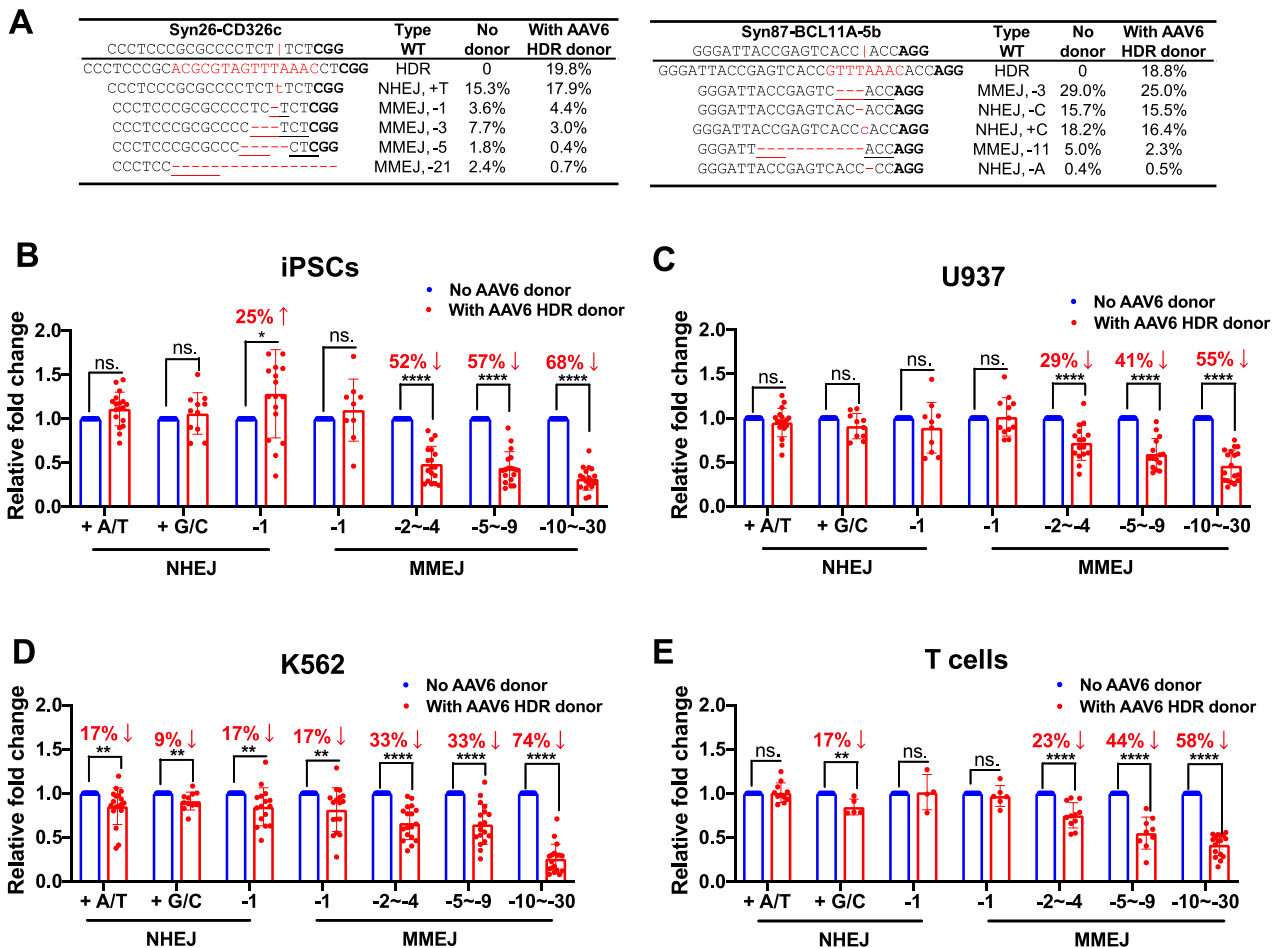 A
Syn26-CD326c Type No With AAV6
CCCTCCCGCGCCCCTCT|TCTCGG WT donor HDR donor
CCCTCCCGCACGCGTAGTTTAAACCTCGG HDR 0 19.8%
CCCTCCCGCGCCCCTCTtTCTCGG NHEJ, +T 15.3% 17.9%
CCCTCCCGCGCCCCTC-TCTCGG MMEJ, -1 3.6% 4.4%
CCCTCCCGCGCCCC---TCTCGG MMEJ, -3 7.7% 3.0%
CCCTCCCGCGCCC-----CTCGG MMEJ, -5 1.8% 0.4%
CCCTCC--------------------- MMEJ, -21 2.4% 0.7%
Syn87-BCL11A-5b Type No With AAV6
GGGATTACCGAGTCACC|ACCAGG WT donor HDR donor
GGGATTACCGAGTCACCGTTTAAACACCAGG HDR 0 18.8%
GGGATTACCGAGTC---ACCAGG MMEJ, -3 29.0% 25.0%
GGGATTACCGAGTCAC-ACCAGG NHEJ, -C 15.7% 15.5%
GGGATTACCGAGTCACCcACCAGG NHEJ, +C 18.2% 16.4%
GGGATT-----------ACCAGG MMEJ, -11 5.0% 2.3%
GGGATTACCGAGTCACC-CCAGG NHEJ, -A 0.4% 0.5%
B
iPSCs
No AAV6 donor
With AAV6 HDR donor
Relative fold change
2.0
1.5
1.0
0.5
0.0
ns. ns. 25% ↑ ns. 52% ↓ 57% ↓ 68% ↓
* **** **** ****
+ A/T + G/C -1 -1 -2~-4 -5~-9 -10~-30
NHEJ MMEJ
C
U937
No AAV6 donor
With AAV6 HDR donor
Relative fold change
2.0
1.5
1.0
0.5
0.0
ns. ns. ns. ns. 29% ↓ 41% ↓ 55% ↓
**** **** ****
+ A/T + G/C -1 -1 -2~-4 -5~-9 -10~-30
NHEJ MMEJ
D
K562
No AAV6 donor
With AAV6 HDR donor
Relative fold change
2.0
1.5
1.0
0.5
0.0
17% ↓ 9% ↓ 17% ↓ 17% ↓ 33% ↓ 33% ↓ 74% ↓
** ** ** ** **** **** ****
+ A/T + G/C -1 -1 -2~-4 -5~-9 -10~-30
NHEJ MMEJ
E
T cells
No AAV6 donor
With AAV6 HDR donor
Relative fold change
2.0
1.5
1.0
0.5
0.0
ns. 17% ↓ ns. ns. 23% ↓ 44% ↓ 58% ↓
** **** **** ****
+ A/T + G/C -1 -1 -2~-4 -5~-9 -10~-30
NHEJ MMEJ